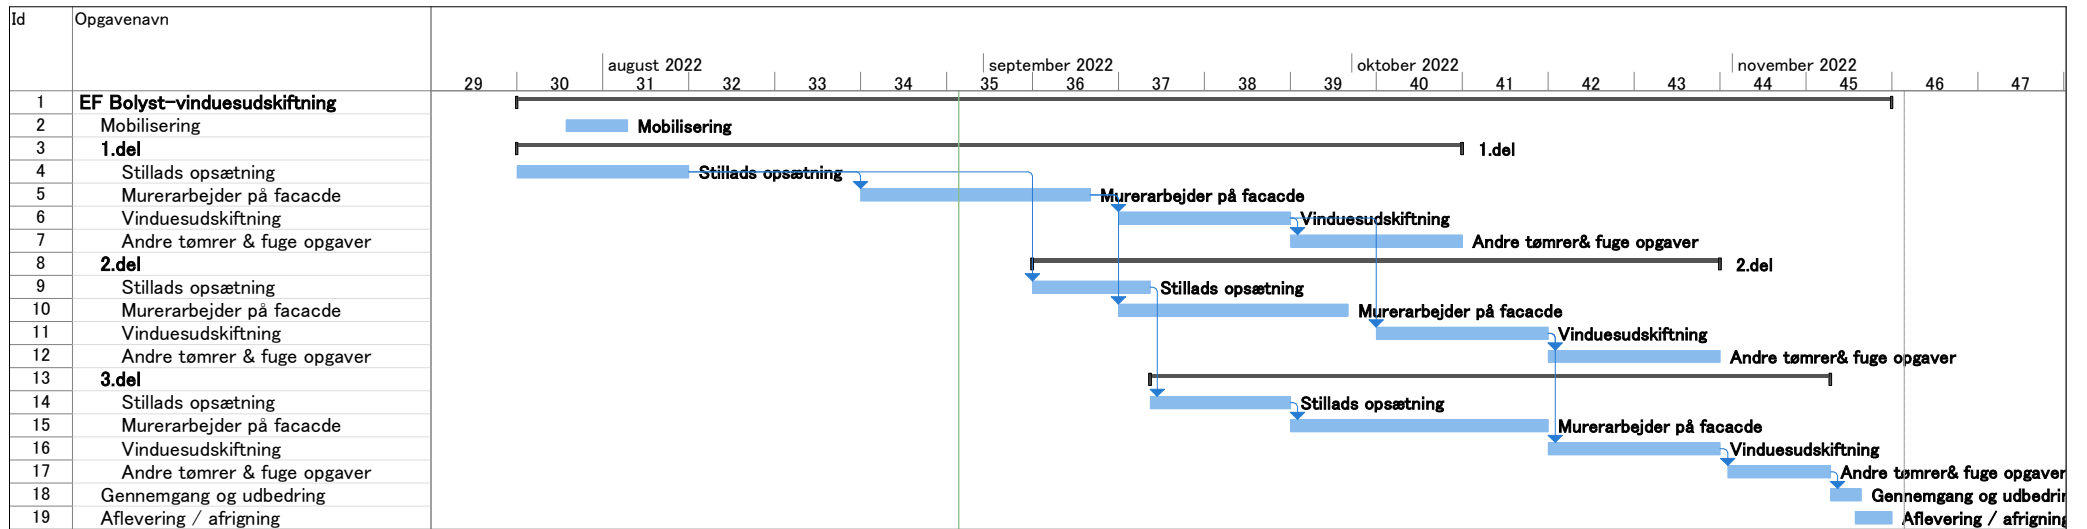 Id Opgavenavn
august 2022 september 2022 oktober 2022 november 2022
29 30 31 32 33 34 35 36 37 38 39 40 41 42 43 44 45 46 47
1 EF Bolyst-vinduesudskiftning
2 Mobilisering Mobilisering
3 1.del 1.del
4 Stillads opsætning Stillads opsætning
5 Murerarbejder på facacde Murerarbejder på facacde
6 Vinduesudskiftning Vinduesudskiftning
7 Andre tømrer & fuge opgaver Andre tømrer& fuge opgaver
8 2.del 2.del
9 Stillads opsætning Stillads opsætning
10 Murerarbejder på facacde Murerarbejder på facacde
11 Vinduesudskiftning Vinduesudskiftning
12 Andre tømrer & fuge opgaver Andre tømrer& fuge opgaver
13 3.del
14 Stillads opsætning Stillads opsætning
15 Murerarbejder på facacde Murerarbejder på facacde
16 Vinduesudskiftning Vinduesudskiftning
17 Andre tømrer & fuge opgaver Andre tømrer& fuge opgaver
18 Gennemgang og udbedring Gennemgang og udbedrin
19 Aflevering / afrigning Aflevering / afrigning